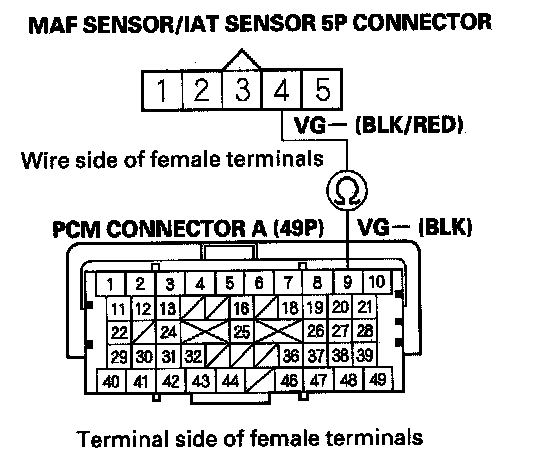 MAF SENSOR/IAT SENSOR 5P CONNECTOR
1 2 3 4 5
VG— (BLK/RED)
Wire side of female terminals
Ω
PCM CONNECTOR A (49P)
VG— (BLK)
1 2 3 4 5 6 7 8 9 10
11 12 13 16 18 19 20 21
22 24 25 26 27 28
29 30 31 32 36 37 38 39
40 41 42 43 44 46 47 48 49
Terminal side of female terminals